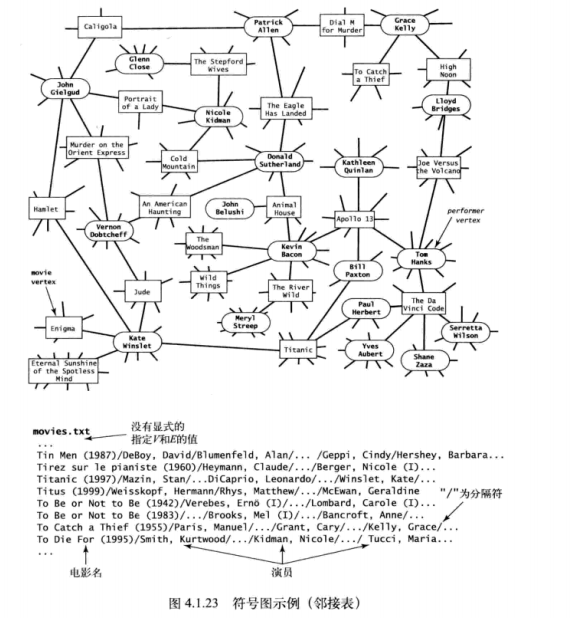 Caligola
Patrick
Allen
Dial M
for Murder
Grace
Kelly
Glenn
Close
The Stepford
Wives
To Catch
a Thief
High
Noon
John
Gielgud
Portrait
of a Lady
Nicole
Kidman
The Eagle
Has Landed
Lloyd
Bridges
Murder on the
Orient Express
Cold
Mountain
Donald
Sutherland
Kathleen
Quinlan
Joe Versus
the Volcano
Hamlet
An American
Haunting
John
Belushi
Animal
House
Apollo 13
performer
vertex
Vernon
Dobtcheff
The
Woodsman
Kevin
Bacon
Tom
Hanks
movie
vertex
Jude
Wild
Things
The River
Wild
Bill
Paxton
Paul
Herbert
The Da
Vinci Code
Enigma
Meryl
Streep
Serretta
Wilson
Kate
Winslet
Titanic
Yves
Aubert
Shane
Zaza
Eternal Sunshine
of the Spotless
Mind
movies.txt
没有显式的
指定V和E的值
...
Tin Men (1987)/DeBoy, David/Blumenfeld, Alan/... /Geppi, Cindy/Hershey, Barbara...
Tirez sur le pianiste (1960)/Heymann, Claude/.../Berger, Nicole (I)...
Titanic (1997)/Mazin, Stan/...DiCaprio, Leonardo/.../Winslet, Kate/...
Titus (1999)/Weisskopf, Hermann/Rhys, Matthew/.../McEwan, Geraldine
"/"为分隔符
To Be or Not to Be (1942)/Verebes, Ernö (I)/.../Lombard, Carole (I)...
To Be or Not to Be (1983)/.../Brooks, Mel (I)/.../Bancroft, Anne/...
To Catch a Thief (1955)/Paris, Manuel/.../Grant, Cary/.../Kelly, Grace/...
To Die For (1995)/Smith, Kurtwood/.../Kidman, Nicole/.../ Tucci, Maria...
...
电影名
演员
图 4.1.23 符号图示例（邻接表）